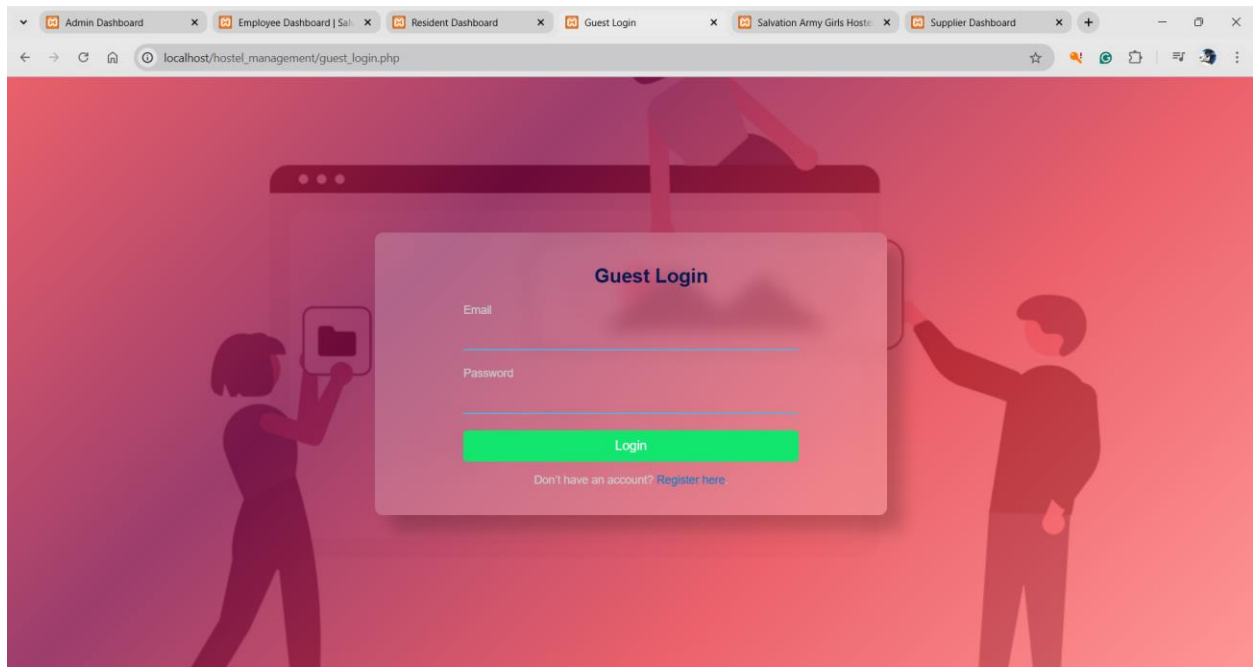 Admin Dashboard
Employee Dashboard | Sal
Resident Dashboard
Guest Login
Salvation Army Girls Hoste
Supplier Dashboard
localhost/hostel_management/guest_login.php
Guest Login
Email
Password
Login
Don't have an account? Register here